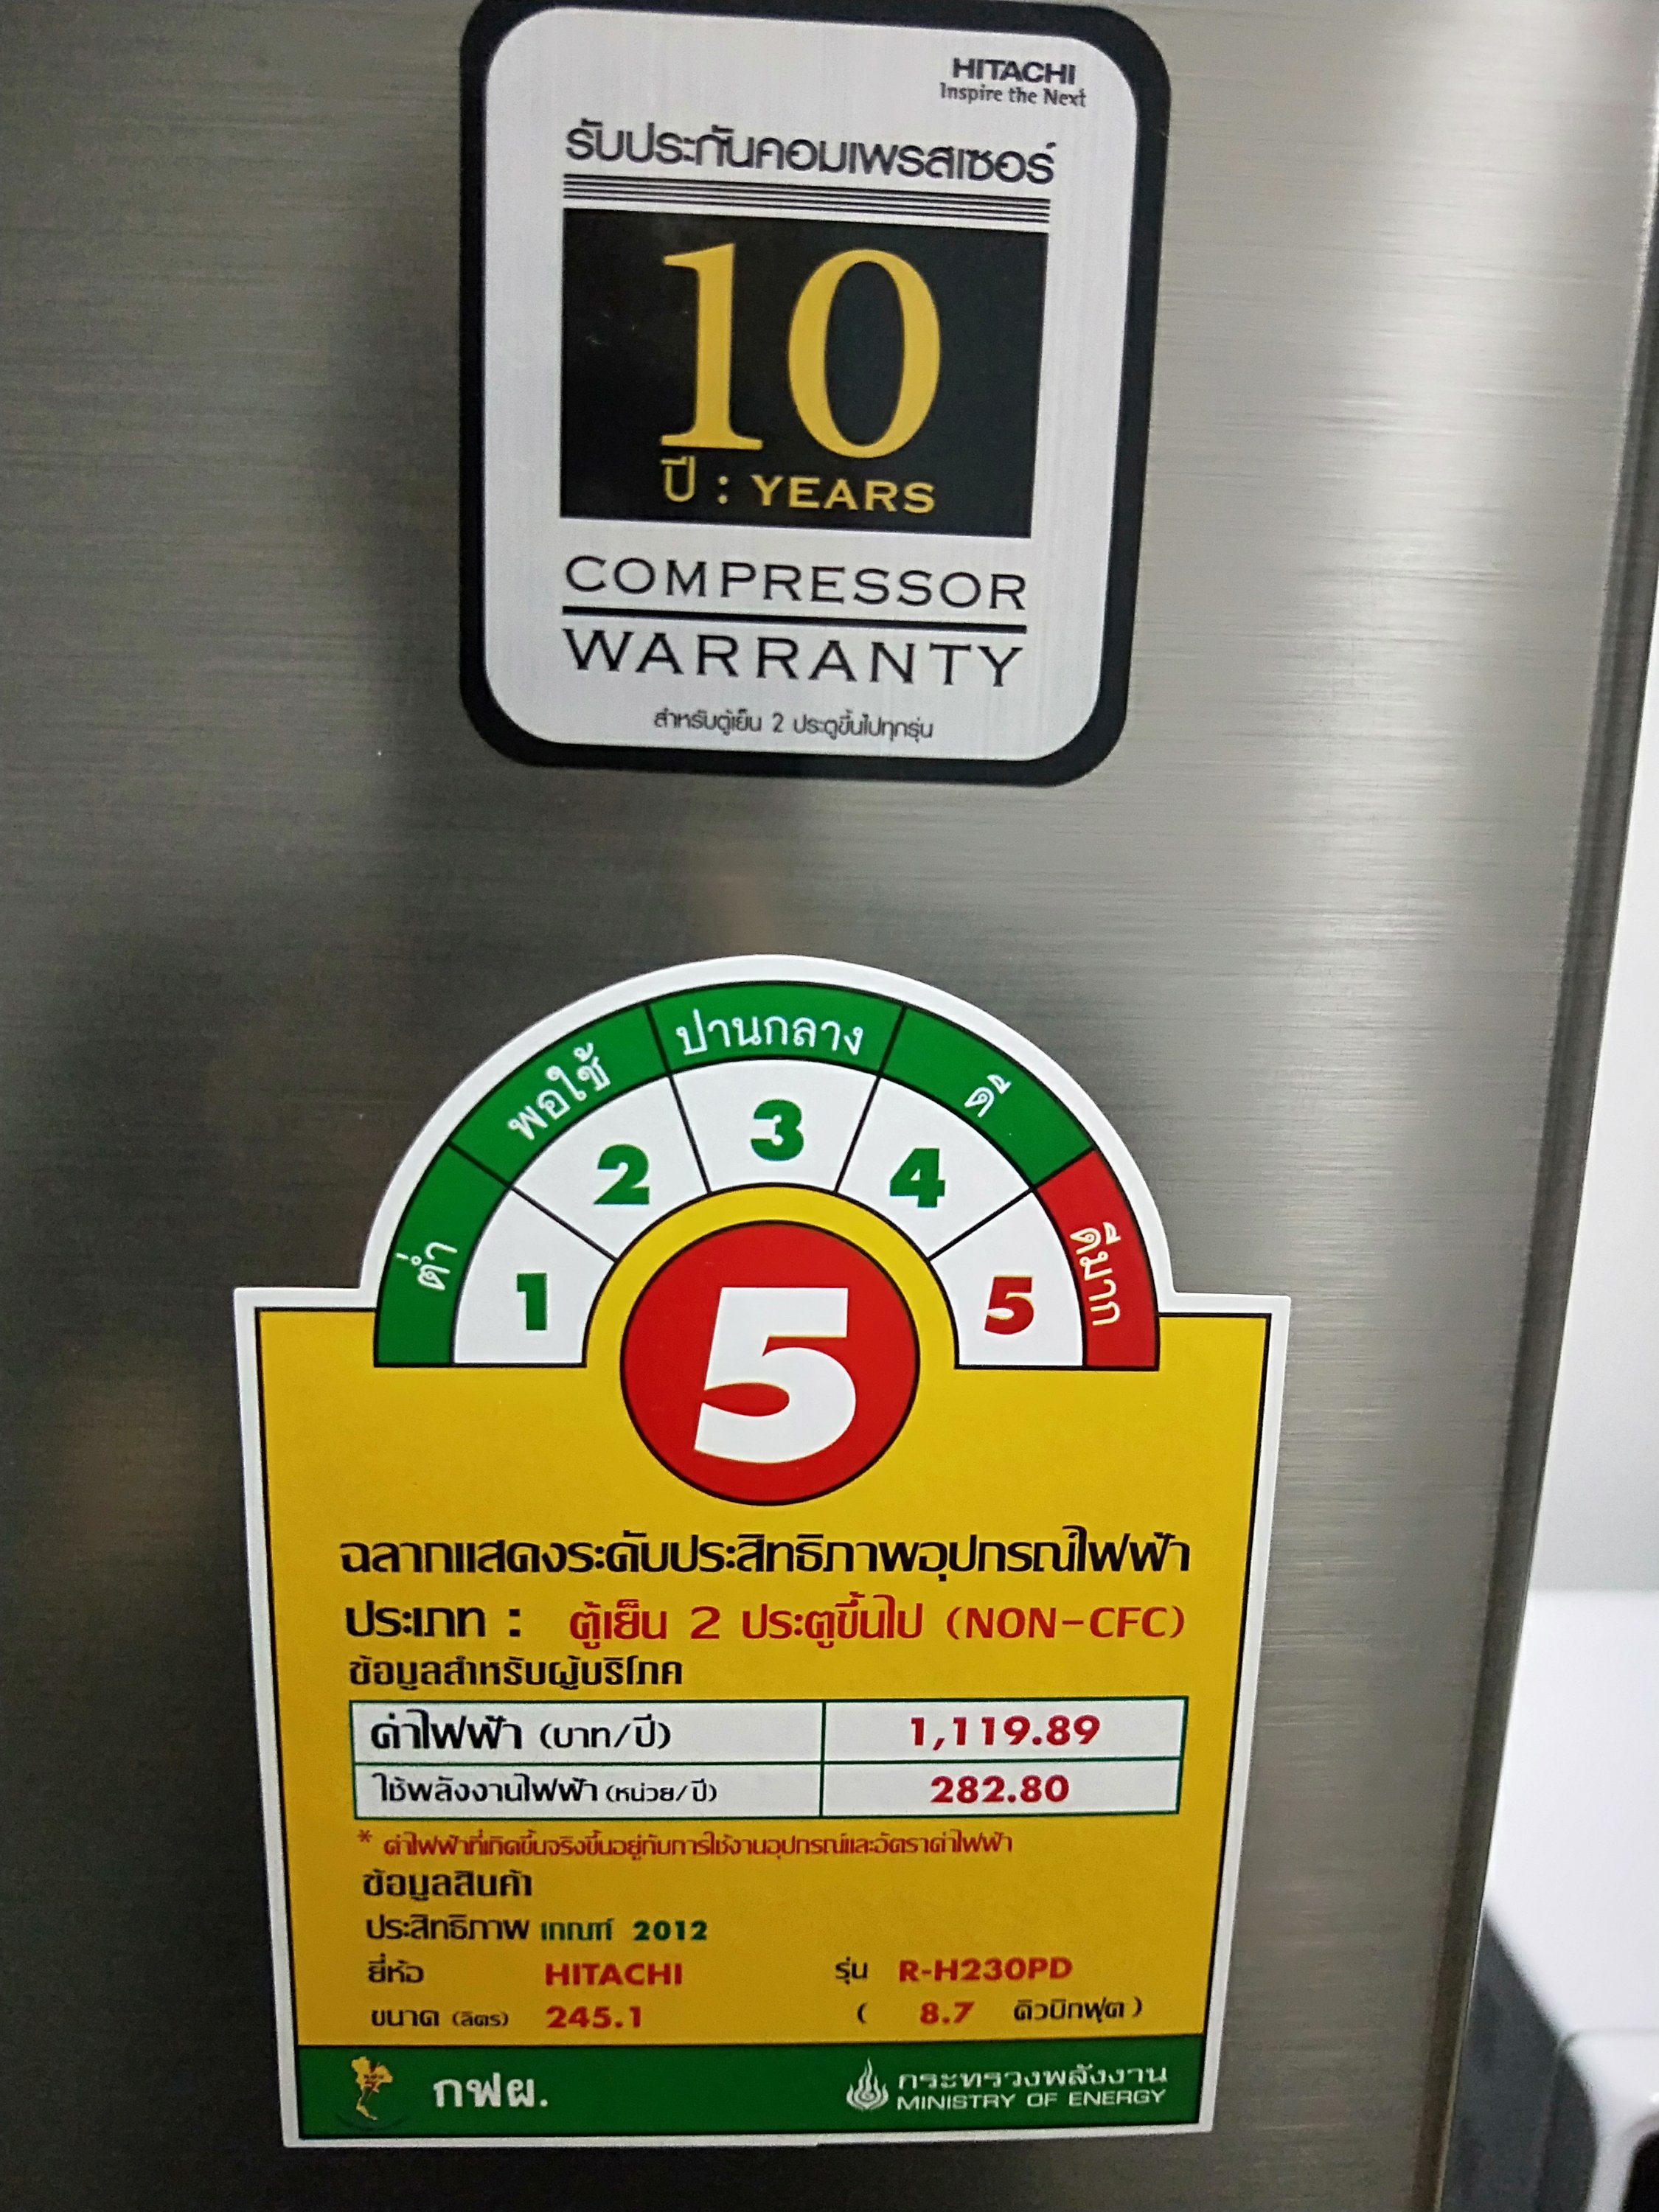 HITACHI
Inspire the Next
รับประกันคอมเพรสเซอร์
10
ปี : YEARS
COMPRESSOR
WARRANTY
สำหรับตู้เย็น 2 ประตูขึ้นไปทุกรุ่น
ต่ำ พอใช้ ปานกลาง ดี ดีมาก
1 2 3 4 5
5
ฉลากแสดงระดับประสิทธิภาพอุปกรณ์ไฟฟ้า
ประเภท : ตู้เย็น 2 ประตูขึ้นไป (NON-CFC)
ข้อมูลสำหรับผู้บริโภค
ค่าไฟฟ้า (บาท/ปี) 1,119.89
ใช้พลังงานไฟฟ้า (หน่วย/ปี) 282.80
* ค่าไฟฟ้าที่เกิดขึ้นจริงขึ้นอยู่กับการใช้งานอุปกรณ์และอัตราค่าไฟฟ้า
ข้อมูลสินค้า
ประสิทธิภาพ เกณฑ์ 2012
ยี่ห้อ HITACHI รุ่น R-H230PD
ขนาด (ลิตร) 245.1 ( 8.7 คิวบิกฟุต )
กฟผ. กระทรวงพลังงาน
MINISTRY OF ENERGY